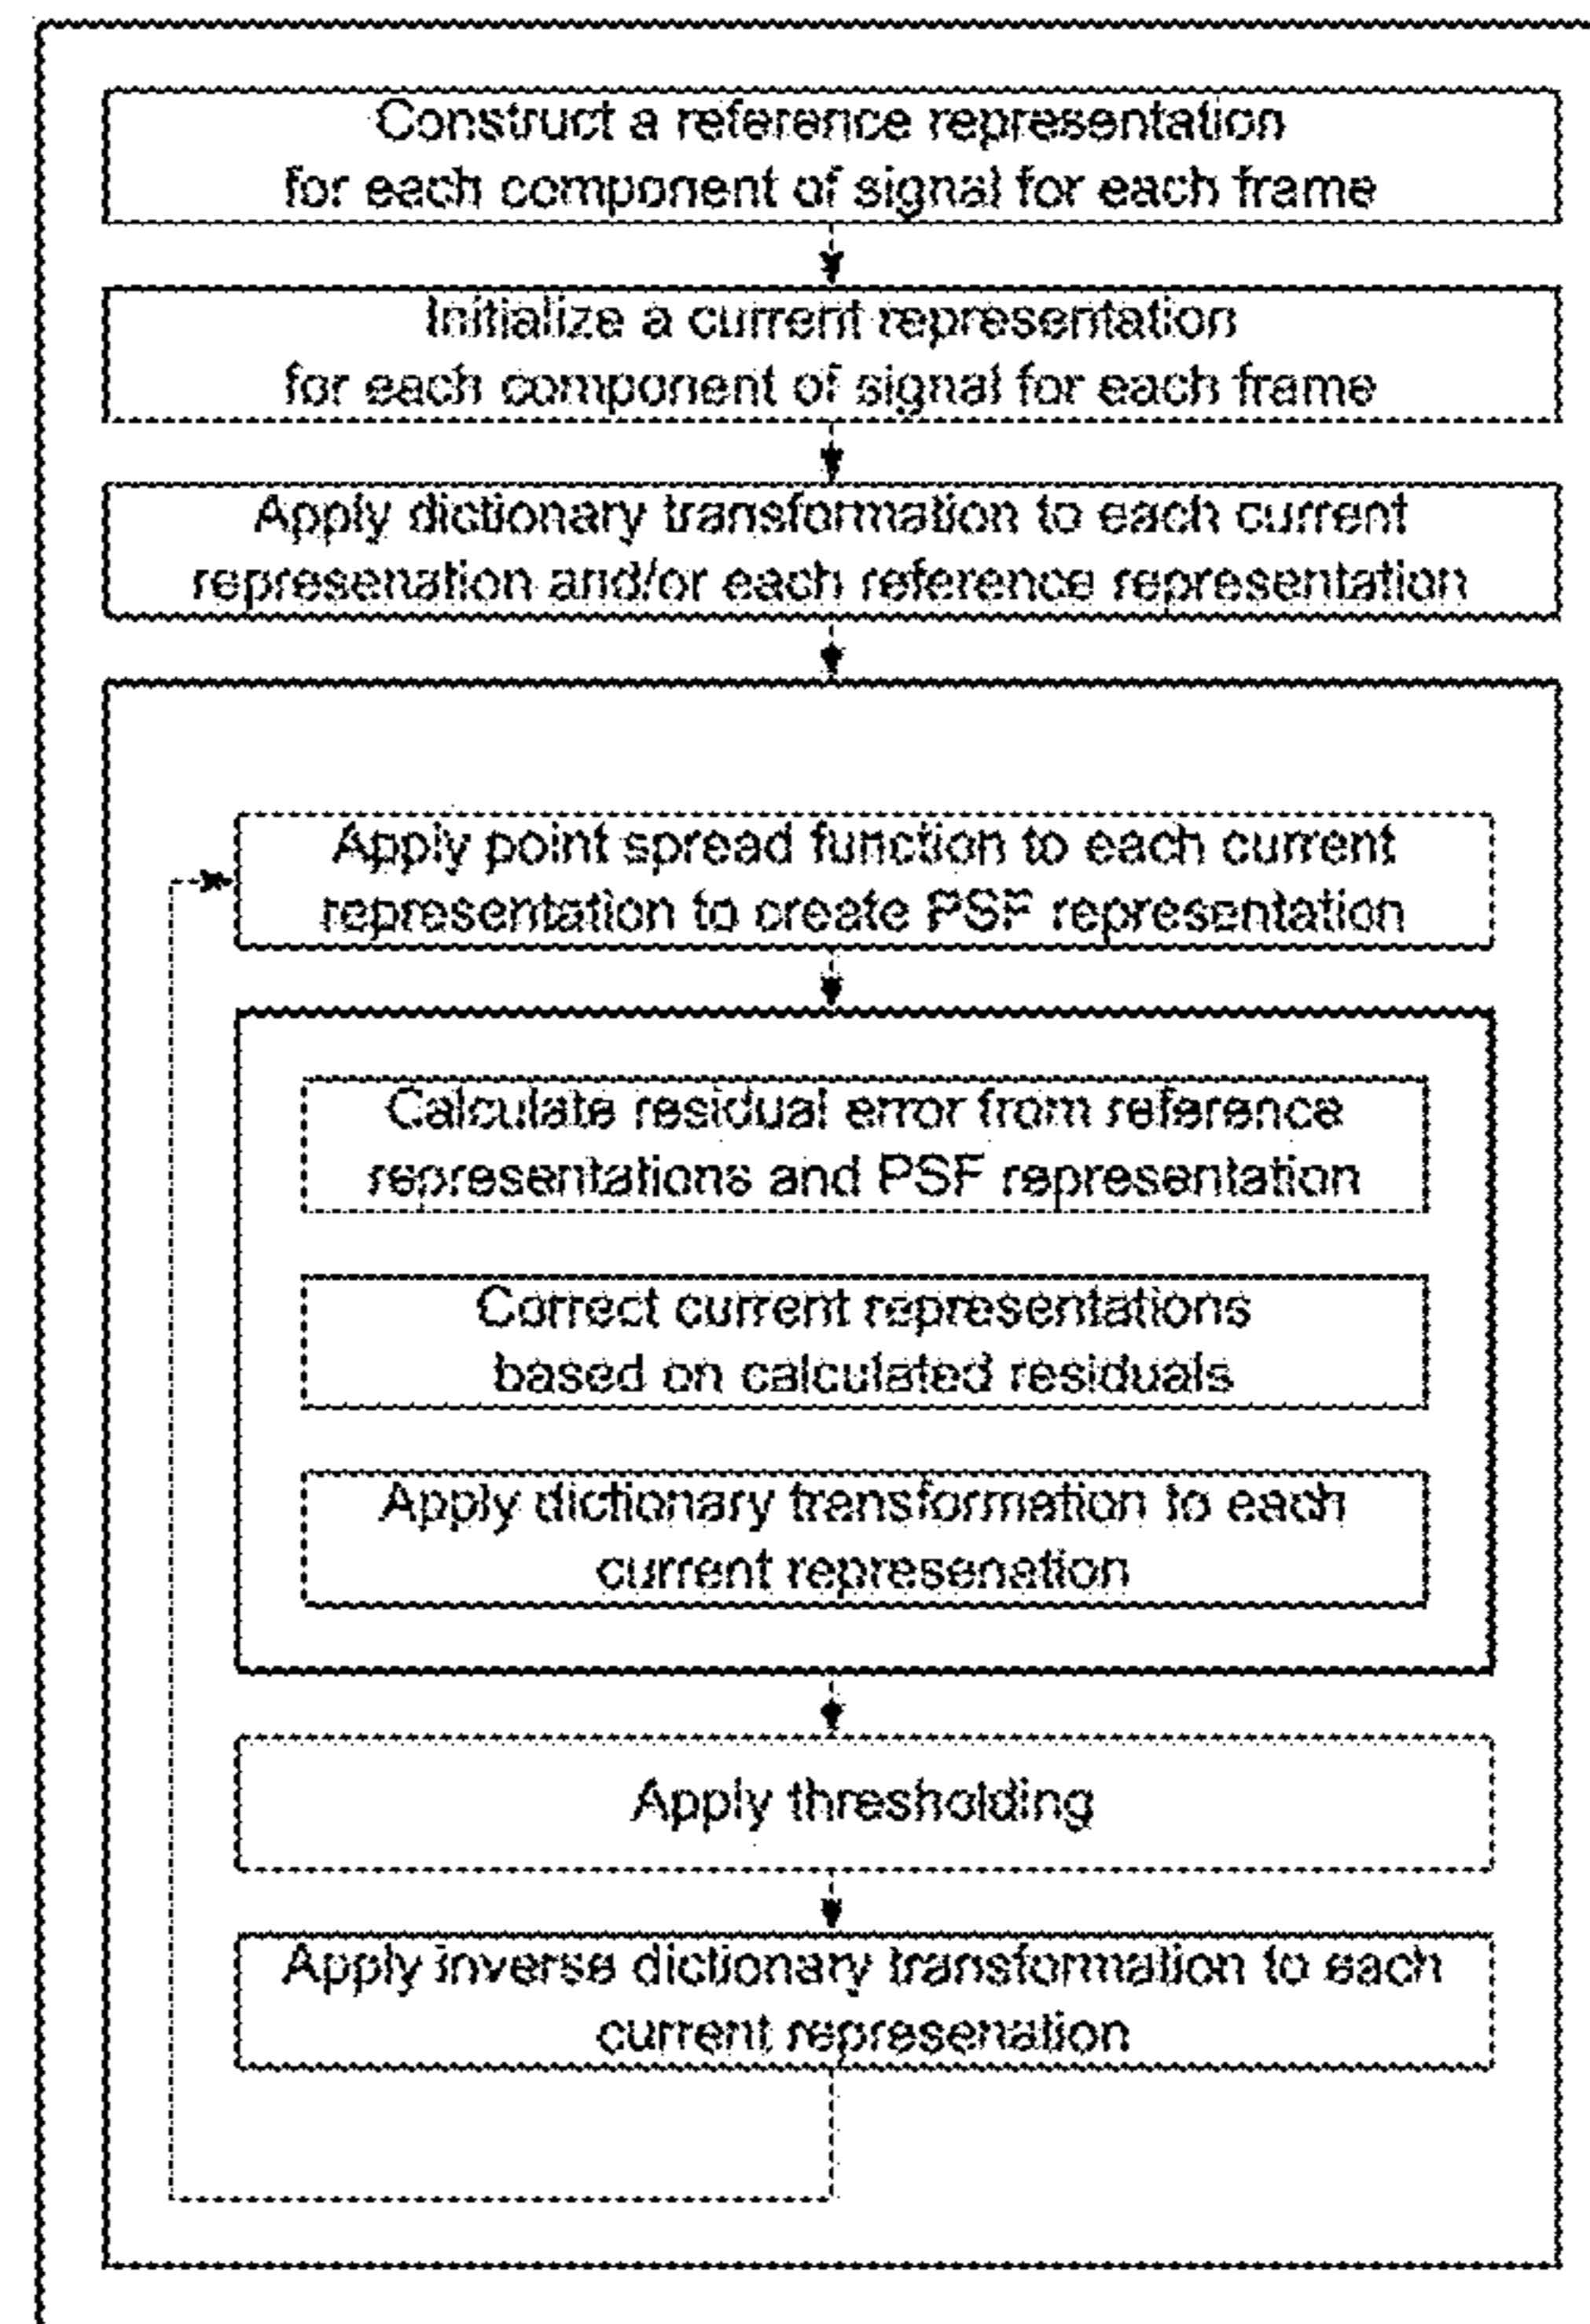 Construct a reference representation
for each component of signal for each frame
Initialize a current representation
for each component of signal for each frame
Apply dictionary transformation to each current
represenation and/or each reference representation
Apply point spread function to each current
representation to create PSF representation
Calculate residual error from reference
representations and PSF representation
Correct current representations
based on calculated residuals
Apply dictionary transformation to each
current represenation
Apply thresholding
Apply inverse dictionary transformation to each
current represenation